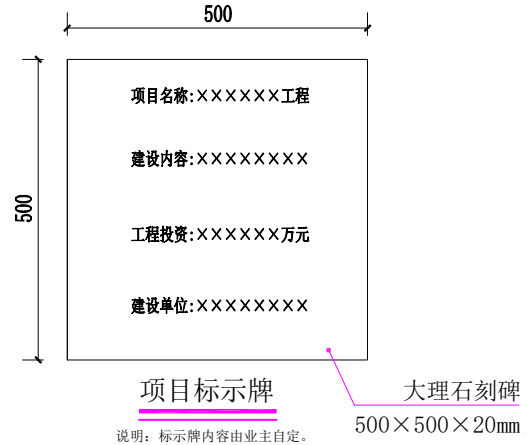 500
500
项目名称:××××××工程
建设内容:××××××××
工程投资:××××××万元
建设单位:××××××××
项目标示牌
说明：标示牌内容由业主自定。
大理石刻碑
500×500×20mm